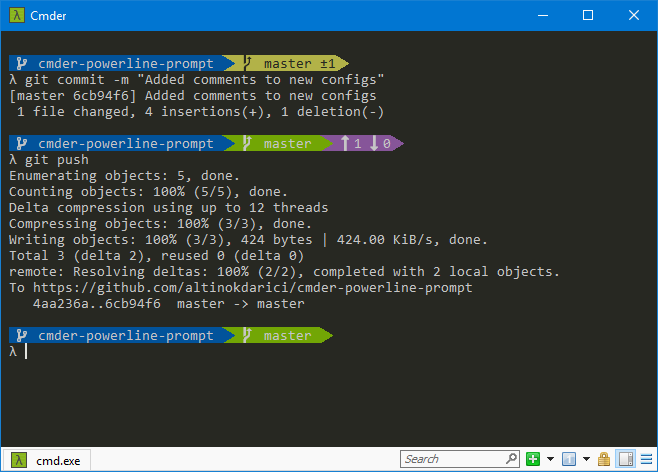 Cmder
cmder-powerline-prompt master ±1
λ git commit -m "Added comments to new configs"
[master 6cb94f6] Added comments to new configs
1 file changed, 4 insertions(+), 1 deletion(-)
cmder-powerline-prompt master ↑1 ↓0
λ git push
Enumerating objects: 5, done.
Counting objects: 100% (5/5), done.
Delta compression using up to 12 threads
Compressing objects: 100% (3/3), done.
Writing objects: 100% (3/3), 424 bytes | 424.00 KiB/s, done.
Total 3 (delta 2), reused 0 (delta 0)
remote: Resolving deltas: 100% (2/2), completed with 2 local objects.
To https://github.com/altinokdarici/cmder-powerline-prompt
4aa236a..6cb94f6 master -> master
cmder-powerline-prompt master
λ
cmd.exe
Search